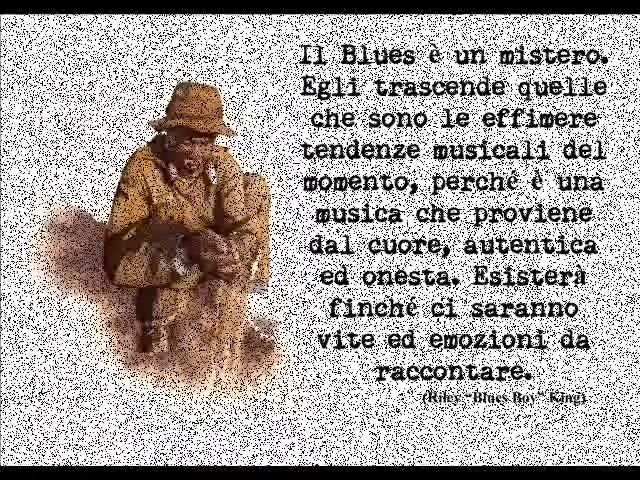 Il Blues è un mistero.
Egli trascende quelle
che sono le effimere
tendenze musicali del
momento, perché è una
musica che proviene
dal cuore, autentica
ed onesta. Esisterà
finché ci saranno
vite ed emozioni da
raccontare.
(Riley “Blues Boy” King)